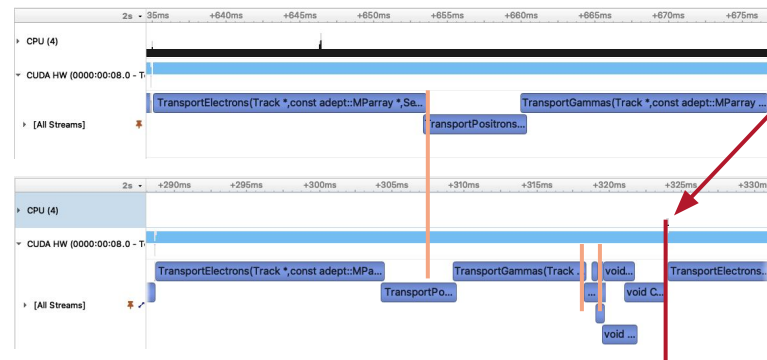 2s 35ms +640ms +645ms +650ms +655ms +660ms +665ms +670ms +675ms
CPU (4)
CUDA HW (0000:00:08.0 - T
TransportElectrons(Track *,const adept::MParray *,Se... TransportGammas(Track *,const adept::MParray ...
[All Streams] TransportPositrons...
2s +290ms +295ms +300ms +305ms +310ms +315ms +320ms +325ms +330m
CPU (4)
CUDA HW (0000:00:08.0 - T
TransportElectrons(Track *,const adept::MPa... TransportGammas(Track void... TransportElectrons..
[All Streams] TransportPo... ... void C...
void ...